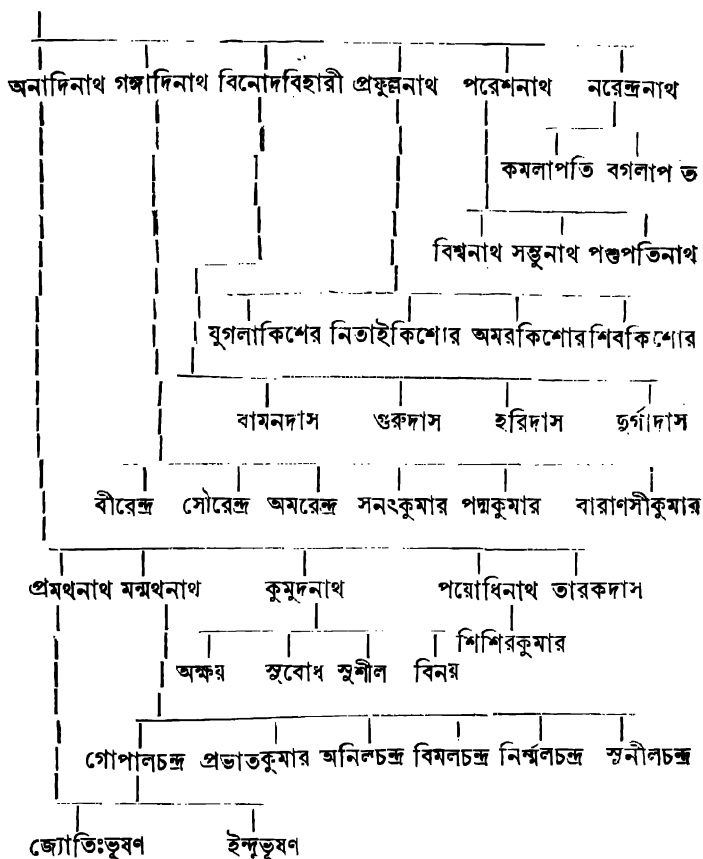 অনাদিনাথ গঙ্গাদিনাথ বিনোদবিহারী প্রফুল্লনাথ পরেশনাথ নরেন্দ্রনাথ
কমলাপতি বগলাপ ত
বিশ্বনাথ সম্ভুনাথ পশুপতিনাথ
যুগলাকিশের নিতাইকিশোর অমরকিশোর শিবকিশোর
বামনদাস গুরুদাস হরিদাস দুর্গাদাস
বীরেন্দ্র সৌরেন্দ্র অমরেন্দ্র সনৎকুমার পদ্মকুমার বারাণসীকুমার
প্রমথনাথ মন্মথনাথ কুমুদনাথ পয়োধিনাথ তারকদাস
শিশিরকুমার
অক্ষয় সুবোধ সুশীল বিনয়
গোপালচন্দ্র প্রভাতকুমার অনিলচন্দ্র বিমলচন্দ্র নির্ম্মলচন্দ্র সুনীলচন্দ্র
জ্যোতিঃভূষণ ইন্দুভূষণ